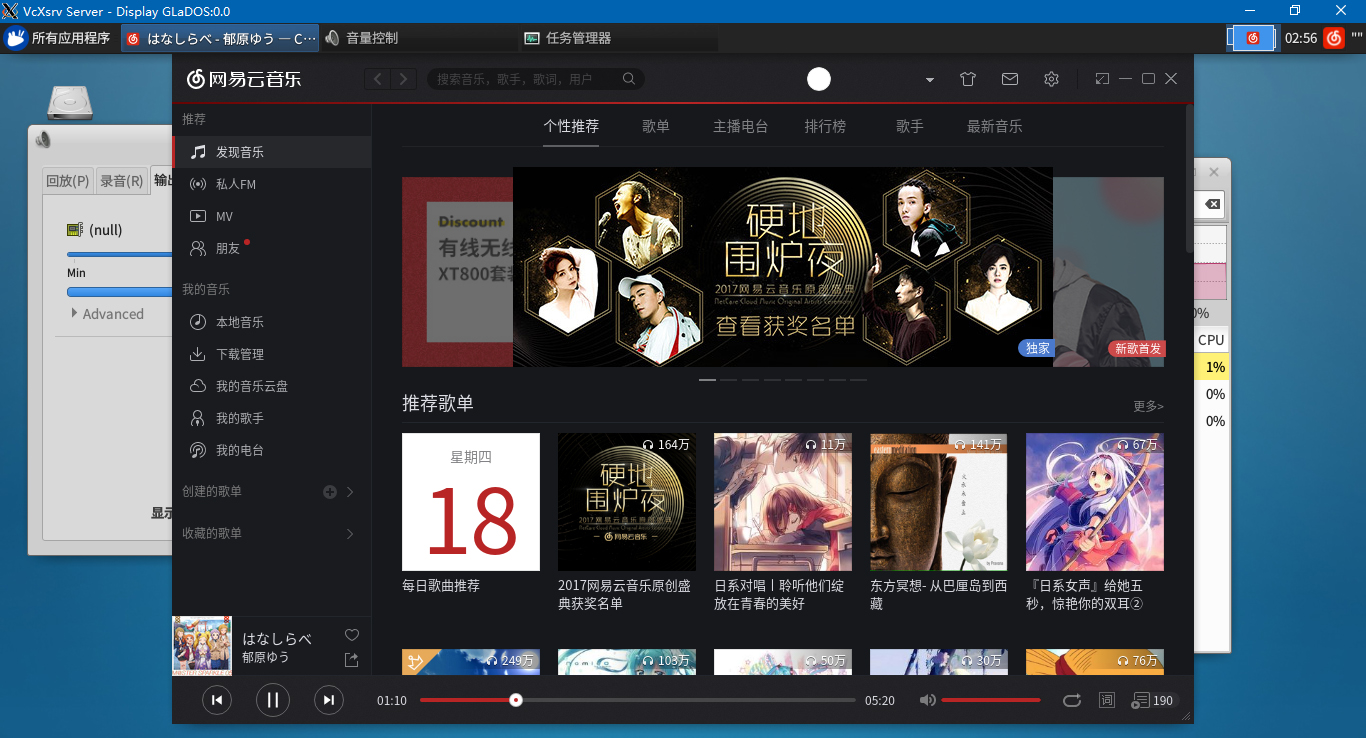 VcXsrv Server - Display GLaDOS:0.0
所有应用程序
はなしらべ - 郁原ゆう — C⋯
音量控制
任务管理器
02:56
""
网易云音乐
搜索音乐，歌手，歌词，用户
推荐
发现音乐
私人FM
MV
朋友
我的音乐
本地音乐
下载管理
我的音乐云盘
我的歌手
我的电台
创建的歌单
收藏的歌单
回放(P)
录音(R)
输出
(null)
Min
Advanced
显示
个性推荐
歌单
主播电台
排行榜
歌手
最新音乐
Discount
有线无线
XT800套装
硬地
围炉夜
2017网易云音乐原创盛典
NetEase Cloud Music Original Artists Ceremony
查看获奖名单
独家
新歌首发
推荐歌单
更多>
星期四
18
每日歌曲推荐
164万
硬地
围炉夜
2017网易云音乐原创盛典
网易云音乐
2017网易云音乐原创盛
典获奖名单
11万
日系对唱丨聆听他们绽
放在青春的美好
141万
东方冥想- 从巴厘岛到西
藏
67万
『日系女声』给她五
秒，惊艳你的双耳②
249万
103万
50万
30万
76万
0%
CPU
1%
0%
0%
はなしらべ
郁原ゆう
01:10
05:20
词
190